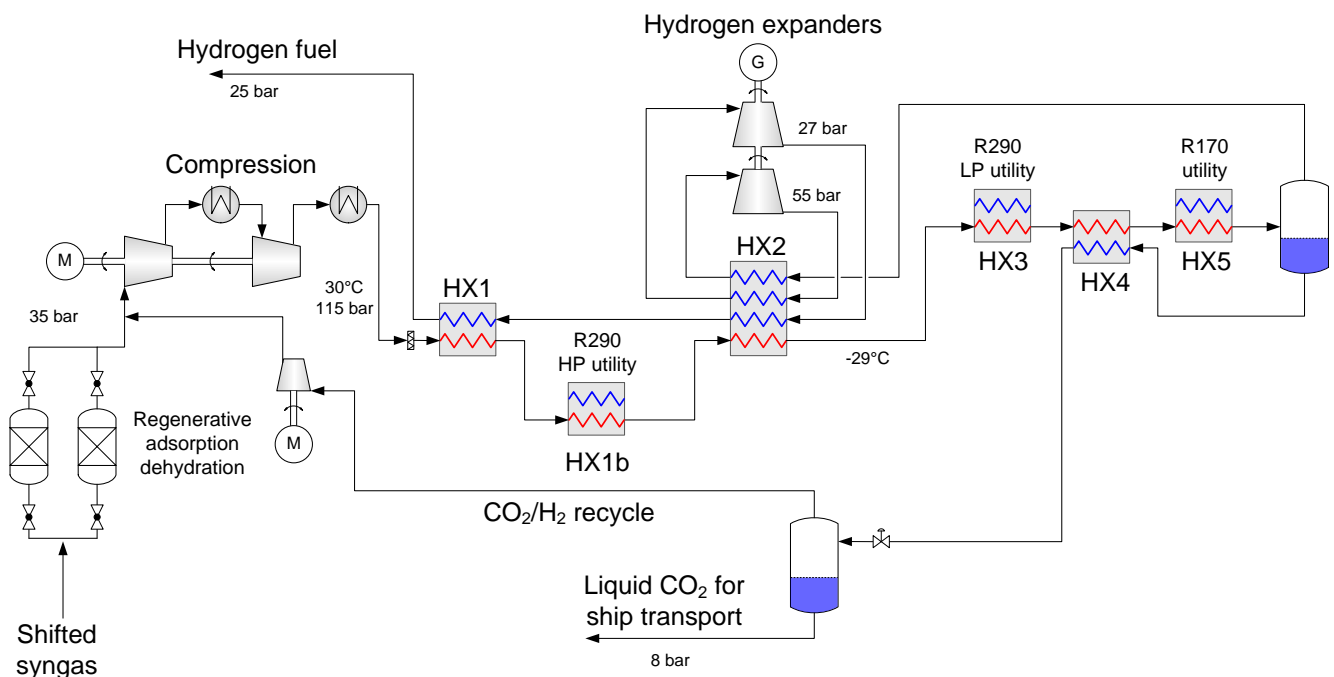 Hydrogen expanders
Hydrogen fuel
G
25 bar
27 bar
Compression
R290
LP utility
R170
utility
55 bar
M
HX1
HX2
HX3
HX4
HX5
30°C
115 bar
35 bar
R290
HP utility
-29°C
Regenerative
adsorption
dehydration
M
HX1b
CO₂/H₂ recycle
Liquid CO₂ for
ship transport
Shifted
syngas
8 bar